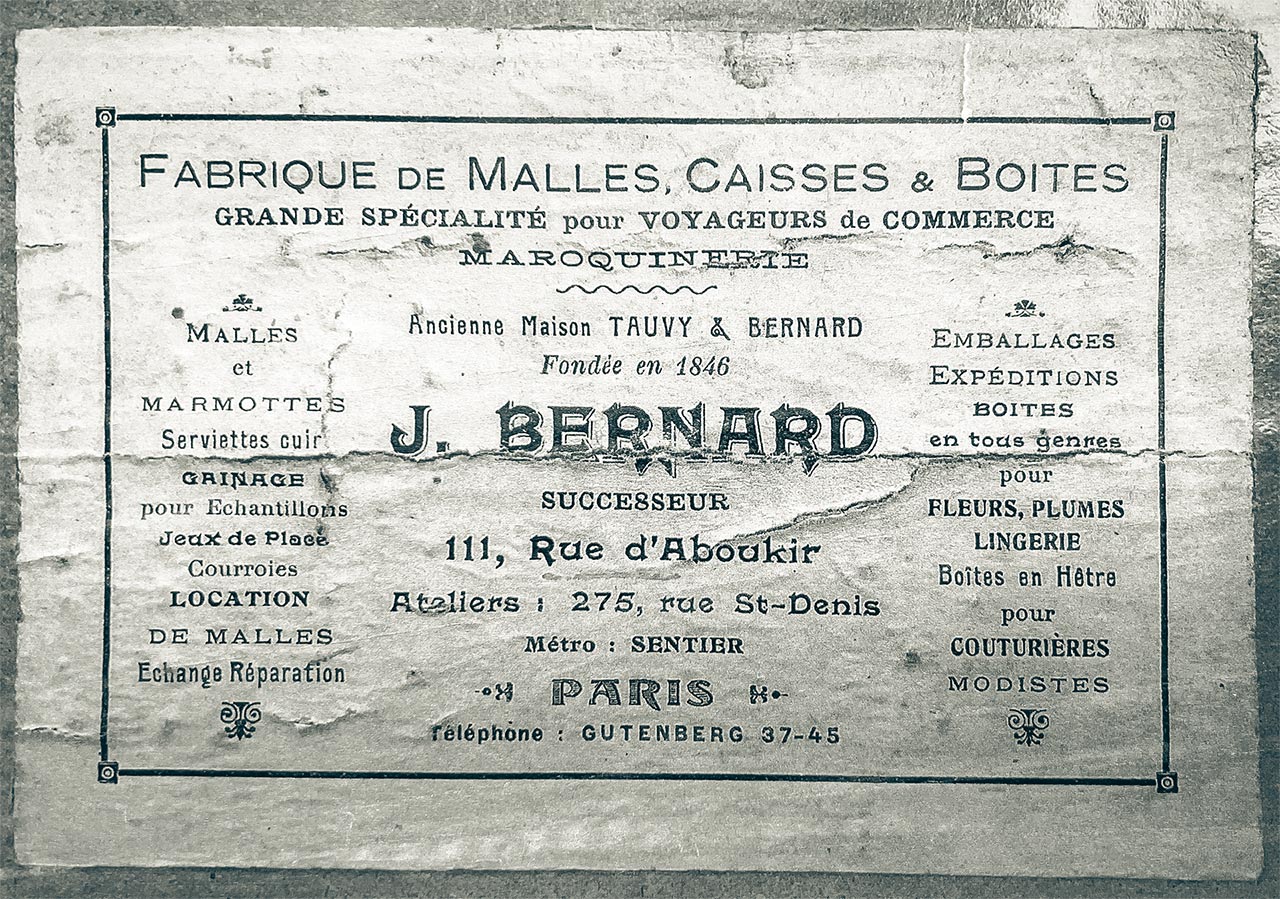 FABRIQUE DE MALLES, CAISSES & BOITES
GRANDE SPÉCIALITÉ pour VOYAGEURS de COMMERCE
MAROQUINERIE
MALLES
et
MARMOTTES
Serviettes cuir
GAINAGE
pour Echantillons
Jeux de Place
Courroies
LOCATION
DE MALLES
Echange Réparation
Ancienne Maison TAUVY & BERNARD
Fondée en 1846
J. BERNARD
SUCCESSEUR
111, Rue d'Aboukir
Ateliers : 275, rue St-Denis
Métro : SENTIER
PARIS
Téléphone : GUTENBERG 37-45
EMBALLAGES
EXPÉDITIONS
BOITES
en tous genres
pour
FLEURS, PLUMES
LINGERIE
Boîtes en Hêtre
pour
COUTURIÈRES
MODISTES